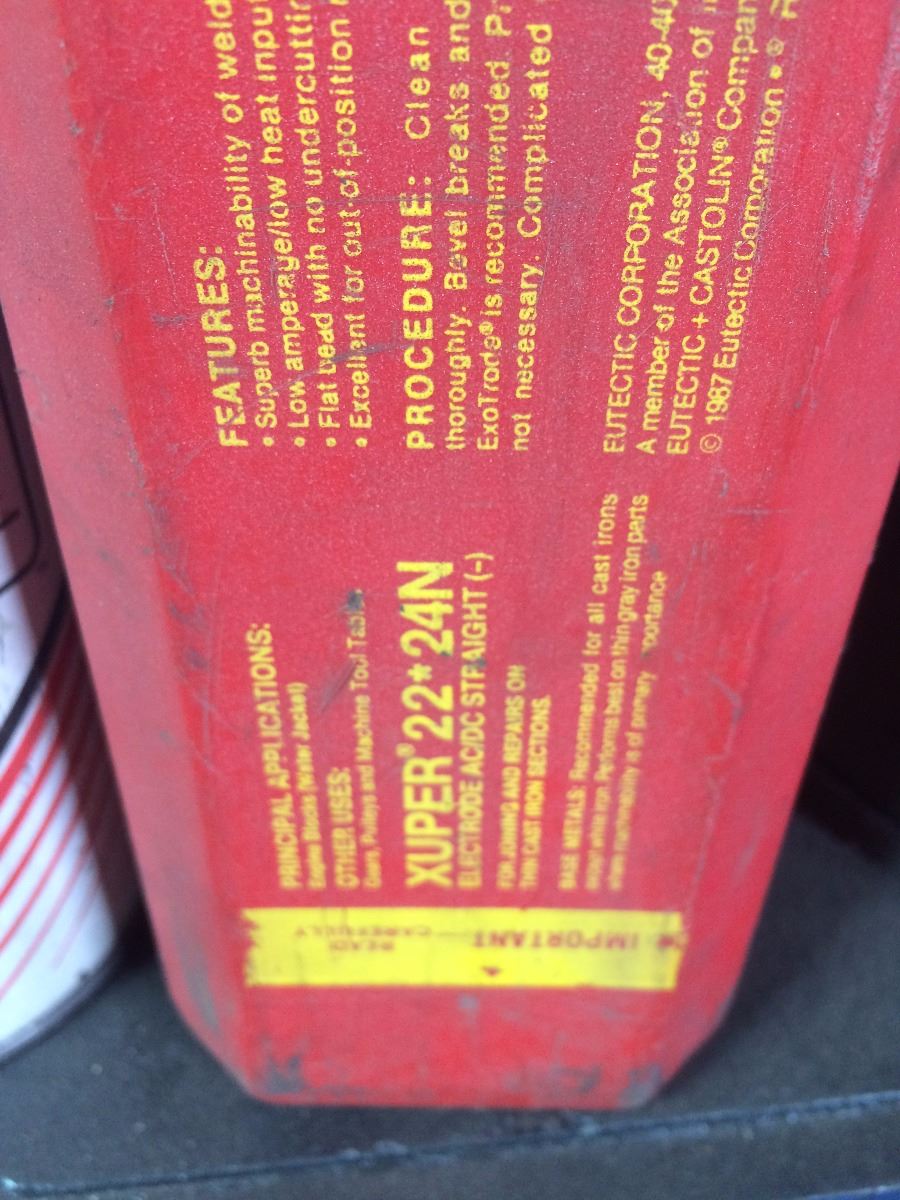 PRINCIPAL APPLICATIONS:
Engine Blocks (Water Jacket)
OTHER USES:
Gears, Pulleys and Machine Tool Tables
XUPER® 22*24N
ELECTRODE AC/DC STRAIGHT (-)
FOR JOINING AND REPAIRS ON
THIN CAST IRON SECTIONS.
BASE METALS: Recommended for all cast irons
except white iron. Performs best on thin gray iron parts
where machinability is of primary
IMPORTANT
READ
CAREFULLY
FEATURES:
• Superb machinability of weld
• Low amperage/low heat input
• Flat bead with no undercutting
• Excellent for out-of-position
PROCEDURE: Clean
thoroughly. Bevel breaks and
ExoTrode® is recommended.
not necessary. Complicated
EUTECTIC CORPORATION, 40-40
A member of the Association of
EUTECTIC + CASTOLIN® Compan
© 1987 Eutectic Corporation • ®